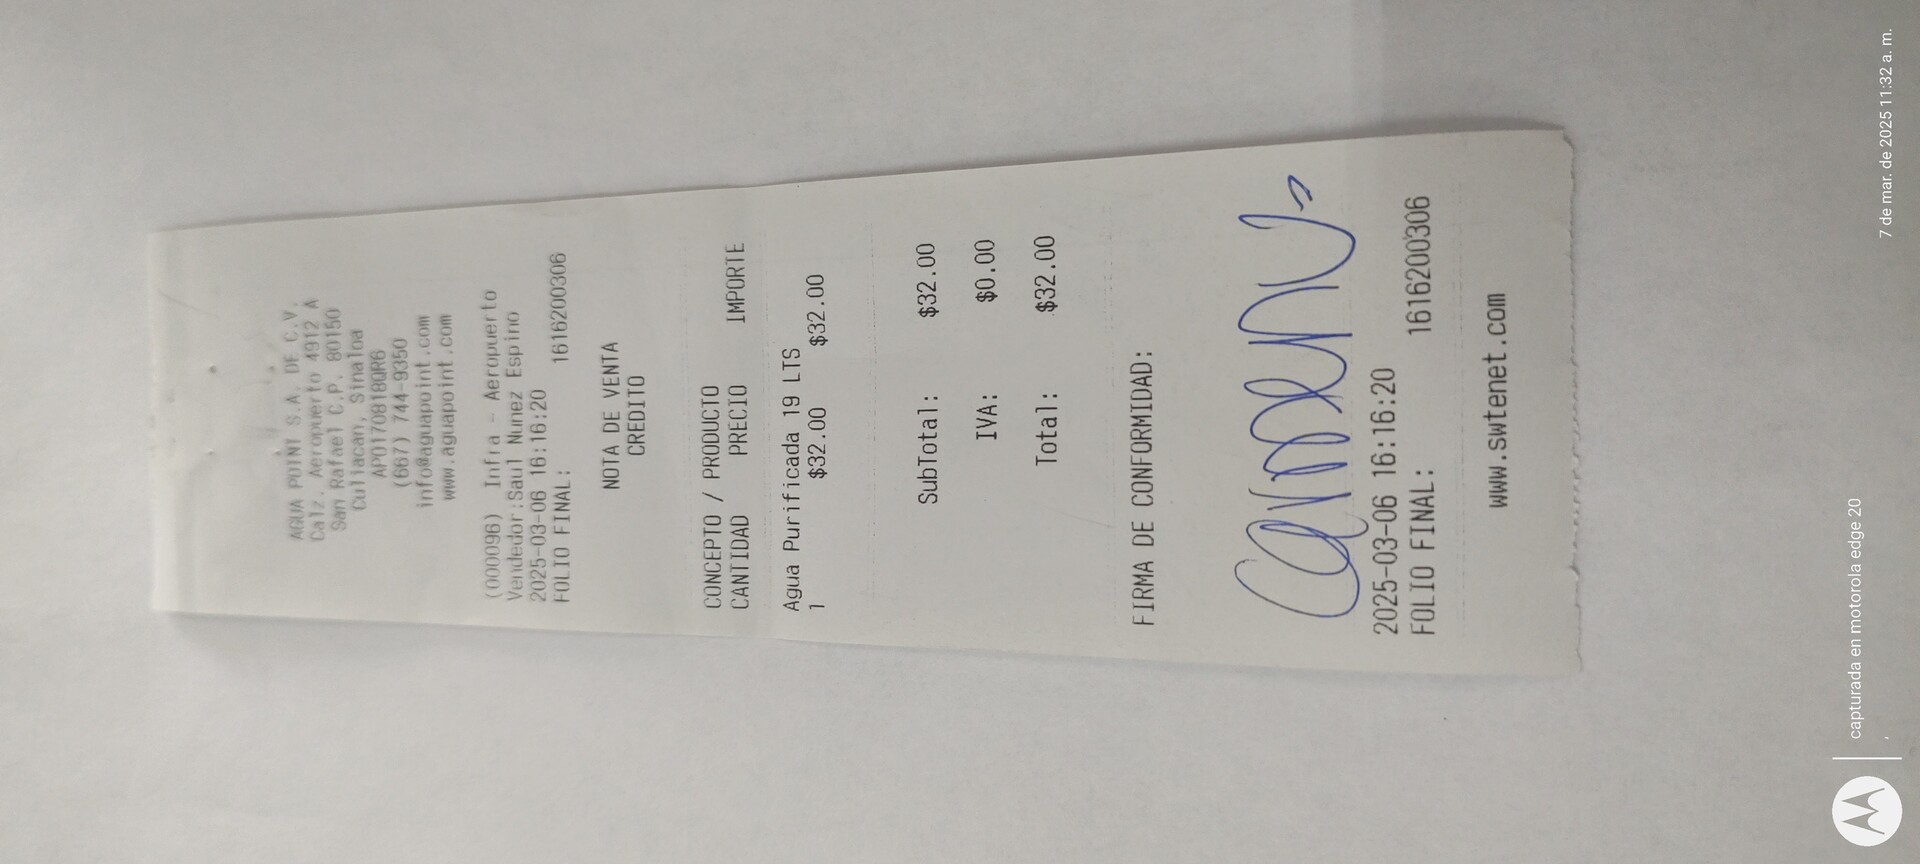 AGUA POINT S.A. DE C.V.
Calz. Aeropuerto 4912 A
San Rafael C.P. 80150
Culiacan, Sinaloa
APO170818QR6
(667) 744-9350
info@aguapoint.com
www.aguapoint.com
(000096) Infra - Aeropuerto
Vendedor:Saul Nunez Espino
2025-03-06 16:16:20
FOLIO FINAL: 1616200306
NOTA DE VENTA
CREDITO
CONCEPTO / PRODUCTO
CANTIDAD PRECIO IMPORTE
Agua Purificada 19 LTS
1 $32.00 $32.00
SubTotal: $32.00
IVA: $0.00
Total: $32.00
FIRMA DE CONFORMIDAD:
Carmen
2025-03-06 16:16:20
FOLIO FINAL: 1616200306
www.swtenet.com
capturada en motorola edge 20
7 de mar. de 2025 11:32 a. m.